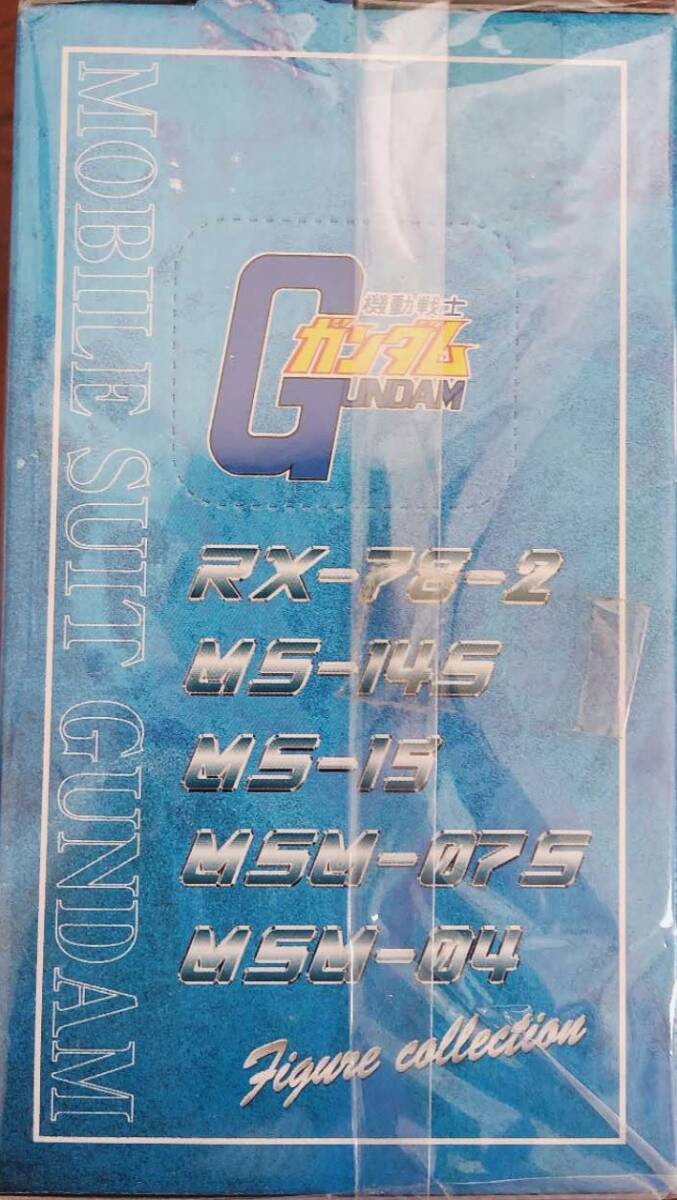 MOBILE SUIT GUNDAM
機動戦士
ガンダム
GUNDAM
RX-78-2
MS-14S
MS-15
MSM-07S
MSM-04
Figure collection